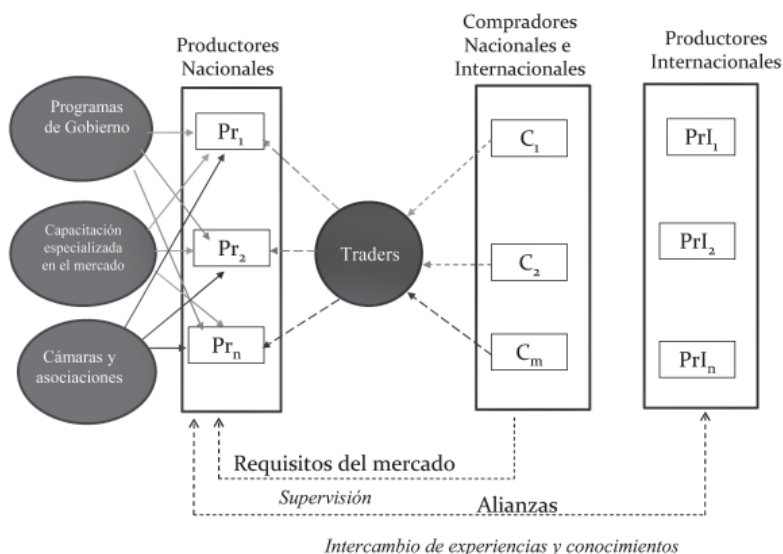 Productores
Nacionales
Compradores
Nacionales e
Internacionales
Productores
Internacionales
Programas
de Gobierno
Capacitación
especializada
en el mercado
Cámaras y
asociaciones
Pr₁
Pr₂
Prₙ
Traders
C₁
C₂
Cₘ
PrI₁
PrI₂
PrIₙ
Requisitos del mercado
Supervisión
Alianzas
Intercambio de experiencias y conocimientos